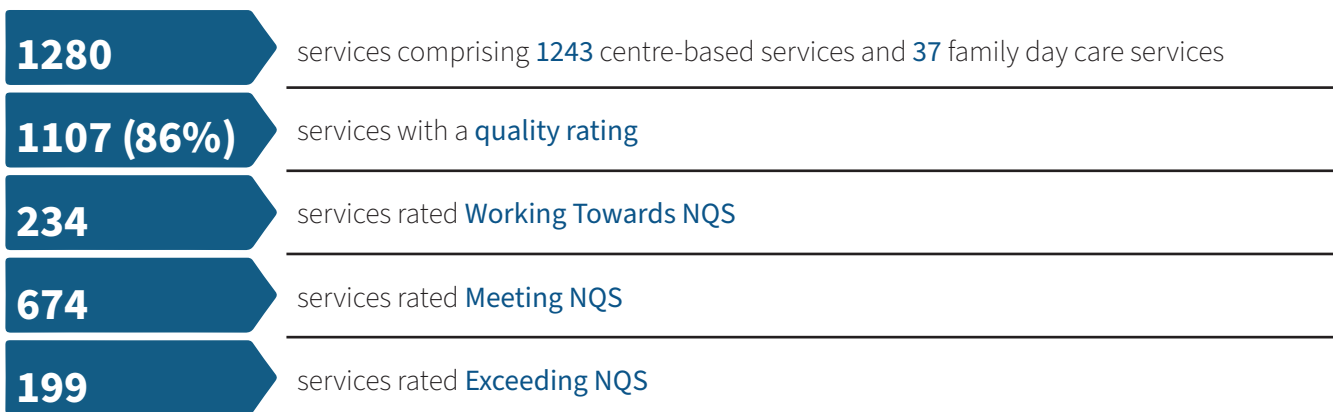 1280 services comprising 1243 centre-based services and 37 family day care services
1107 (86%) services with a quality rating
234 services rated Working Towards NQS
674 services rated Meeting NQS
199 services rated Exceeding NQS